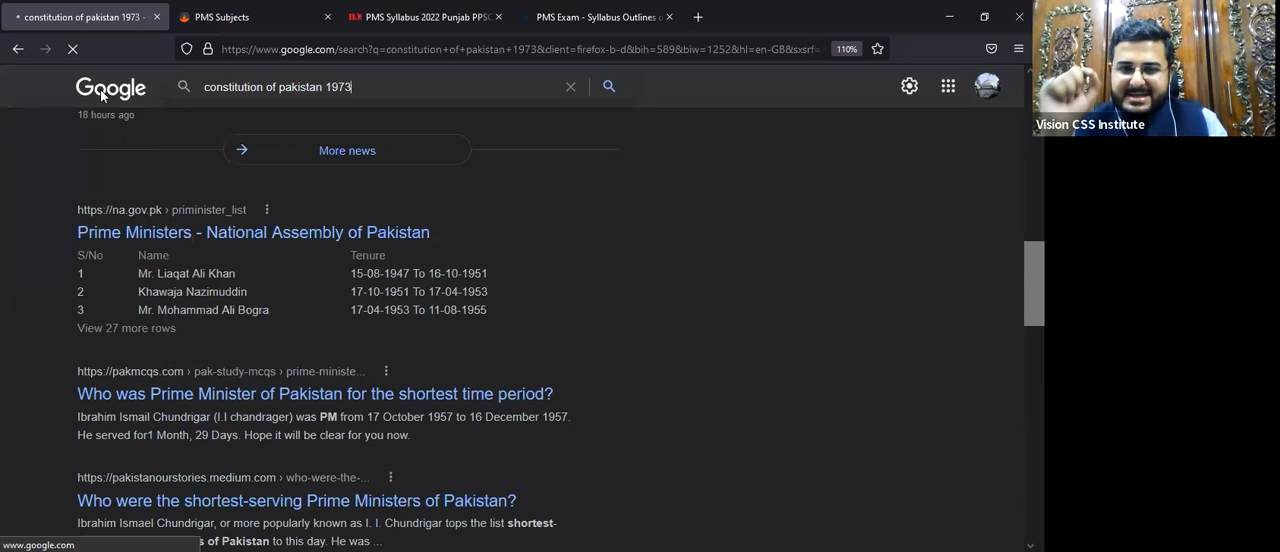 constitution of pakistan 1973 -
PMS Subjects
PMS Syllabus 2022 Punjab PPSC
PMS Exam - Syllabus Outlines o
https://www.google.com/search?q=constitution+of+pakistan+1973&client=firefox-b-d&bih=589&biw=1252&hl=en-GB&sxsrf=
110%
Google
constitution of pakistan 1973
Vision CSS Institute
18 hours ago
More news
https://na.gov.pk › priminister_list
Prime Ministers - National Assembly of Pakistan
S/No Name Tenure
1 Mr. Liaqat Ali Khan 15-08-1947 To 16-10-1951
2 Khawaja Nazimuddin 17-10-1951 To 17-04-1953
3 Mr. Mohammad Ali Bogra 17-04-1953 To 11-08-1955
View 27 more rows
https://pakmcqs.com › pak-study-mcqs › prime-ministe...
Who was Prime Minister of Pakistan for the shortest time period?
Ibrahim Ismail Chundrigar (I.I chandrager) was PM from 17 October 1957 to 16 December 1957.
He served for1 Month, 29 Days. Hope it will be clear for you now.
https://pakistanourstories.medium.com › who-were-the-...
Who were the shortest-serving Prime Ministers of Pakistan?
Ibrahim Ismael Chundrigar, or more popularly known as I. I. Chundrigar tops the list shortest-
s of Pakistan to this day. He was ...
www.google.com